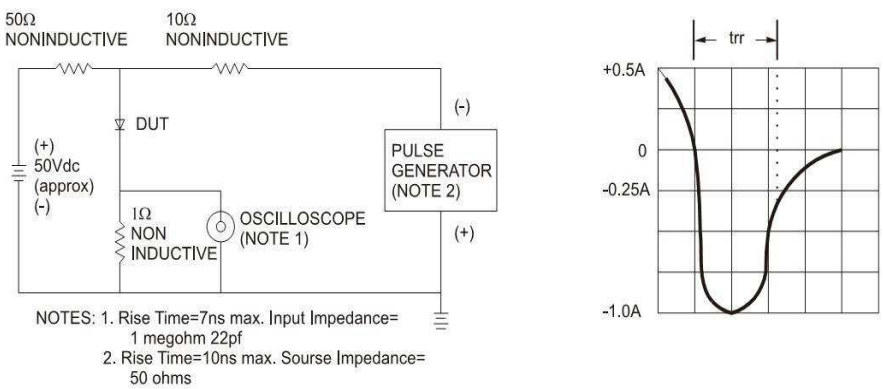 50Ω
NONINDUCTIVE
10Ω
NONINDUCTIVE
DUT
(+)
50Vdc
(approx)
(-)
1Ω
NON
INDUCTIVE
OSCILLOSCOPE
(NOTE 1)
(-)
PULSE
GENERATOR
(NOTE 2)
(+)
NOTES: 1. Rise Time=7ns max. Input Impedance=
1 megohm 22pf
2. Rise Time=10ns max. Sourse Impedance=
50 ohms
trr
+0.5A
0
-0.25A
-1.0A